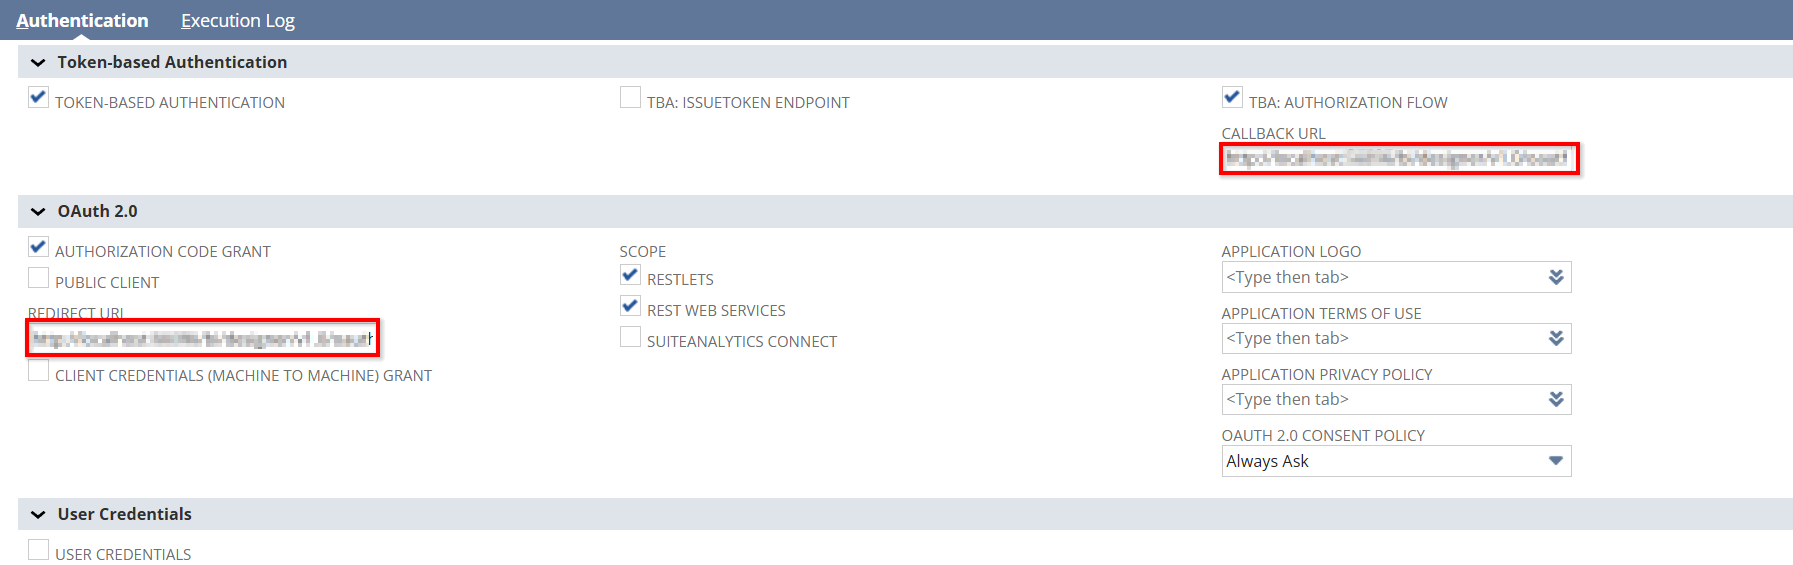 Authentication Execution Log
Token-based Authentication
TOKEN-BASED AUTHENTICATION TBA: ISSUETOKEN ENDPOINT TBA: AUTHORIZATION FLOW
CALLBACK URL
OAuth 2.0
AUTHORIZATION CODE GRANT SCOPE APPLICATION LOGO
PUBLIC CLIENT RESTLETS <Type then tab>
REDIRECT URL REST WEB SERVICES APPLICATION TERMS OF USE
SUITEANALYTICS CONNECT <Type then tab>
CLIENT CREDENTIALS (MACHINE TO MACHINE) GRANT APPLICATION PRIVACY POLICY
<Type then tab>
OAUTH 2.0 CONSENT POLICY
Always Ask
User Credentials
USER CREDENTIALS